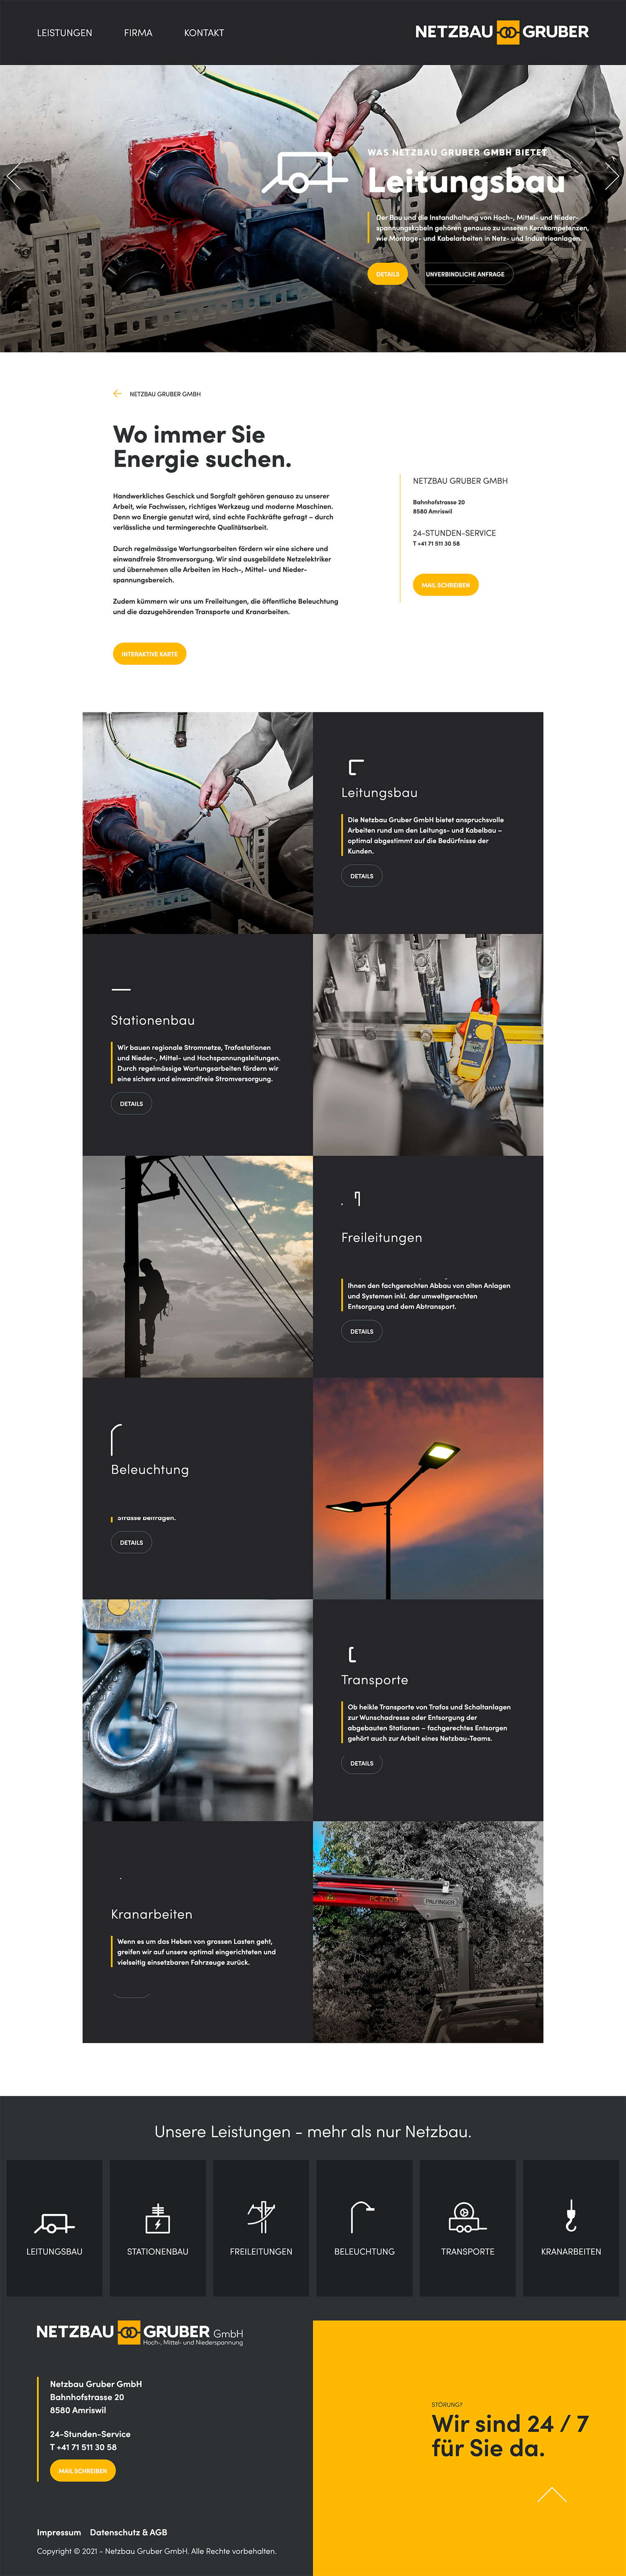 LEISTUNGEN FIRMA KONTAKT
NETZBAU GRUBER
WAS NETZBAU GRUBER GMBH BIETET
Leitungsbau
Der Bau und die Instandhaltung von Hoch-, Mittel- und Nieder-
spannungskabeln gehören genauso zu unseren Kernkompetenzen,
wie Montage- und Kabelarbeiten in Netz- und Industrieanlagen.
DETAILS
UNVERBINDLICHE ANFRAGE
NETZBAU GRUBER GMBH
Wo immer Sie
Energie suchen.
Handwerkliches Geschick und Sorgfalt gehören genauso zu unserer
Arbeit, wie Fachwissen, richtiges Werkzeug und moderne Maschinen.
Denn wo Energie genutzt wird, sind echte Fachkräfte gefragt – durch
verlässliche und termingerechte Qualitätsarbeit.
Durch regelmässige Wartungsarbeiten fördern wir eine sichere und
einwandfreie Stromversorgung. Wir sind ausgebildete Netzelektriker
und übernehmen alle Arbeiten im Hoch-, Mittel- und Nieder-
spannungsbereich.
Zudem kümmern wir uns um Freileitungen, die öffentliche Beleuchtung
und die dazugehörenden Transporte und Kranarbeiten.
INTERAKTIVE KARTE
NETZBAU GRUBER GMBH
Bahnhofstrasse 20
8580 Amriswil
24-STUNDEN-SERVICE
T +41 71 511 30 58
MAIL SCHREIBEN
Leitungsbau
Die Netzbau Gruber GmbH bietet anspruchsvolle
Arbeiten rund um den Leitungs- und Kabelbau –
optimal abgestimmt auf die Bedürfnisse der
Kunden.
DETAILS
Stationenbau
Wir bauen regionale Stromnetze, Trafostationen
und Nieder-, Mittel- und Hochspannungsleitungen.
Durch regelmässige Wartungsarbeiten fördern wir
eine sichere und einwandfreie Stromversorgung.
DETAILS
Freileitungen
Ihnen den fachgerechten Abbau von alten Anlagen
und Systemen inkl. der umweltgerechten
Entsorgung und dem Abtransport.
DETAILS
Beleuchtung
Strasse beitragen.
DETAILS
Transporte
Ob heikle Transporte von Trafos und Schaltanlagen
zur Wunschadresse oder Entsorgung der
abgebauten Stationen – fachgerechtes Entsorgen
gehört auch zur Arbeit eines Netzbau-Teams.
DETAILS
Kranarbeiten
Wenn es um das Heben von grossen Lasten geht,
greifen wir auf unsere optimal eingerichteten und
vielseitig einsetzbaren Fahrzeuge zurück.
PALFINGER
Unsere Leistungen - mehr als nur Netzbau.
LEITUNGSBAU STATIONENBAU FREILEITUNGEN BELEUCHTUNG TRANSPORTE KRANARBEITEN
NETZBAU GRUBER GmbH
Hoch-, Mittel- und Niederspannung
Netzbau Gruber GmbH
Bahnhofstrasse 20
8580 Amriswil
24-Stunden-Service
T +41 71 511 30 58
MAIL SCHREIBEN
STÖRUNG?
Wir sind 24 / 7
für Sie da.
Impressum Datenschutz & AGB
Copyright © 2021 - Netzbau Gruber GmbH. Alle Rechte vorbehalten.